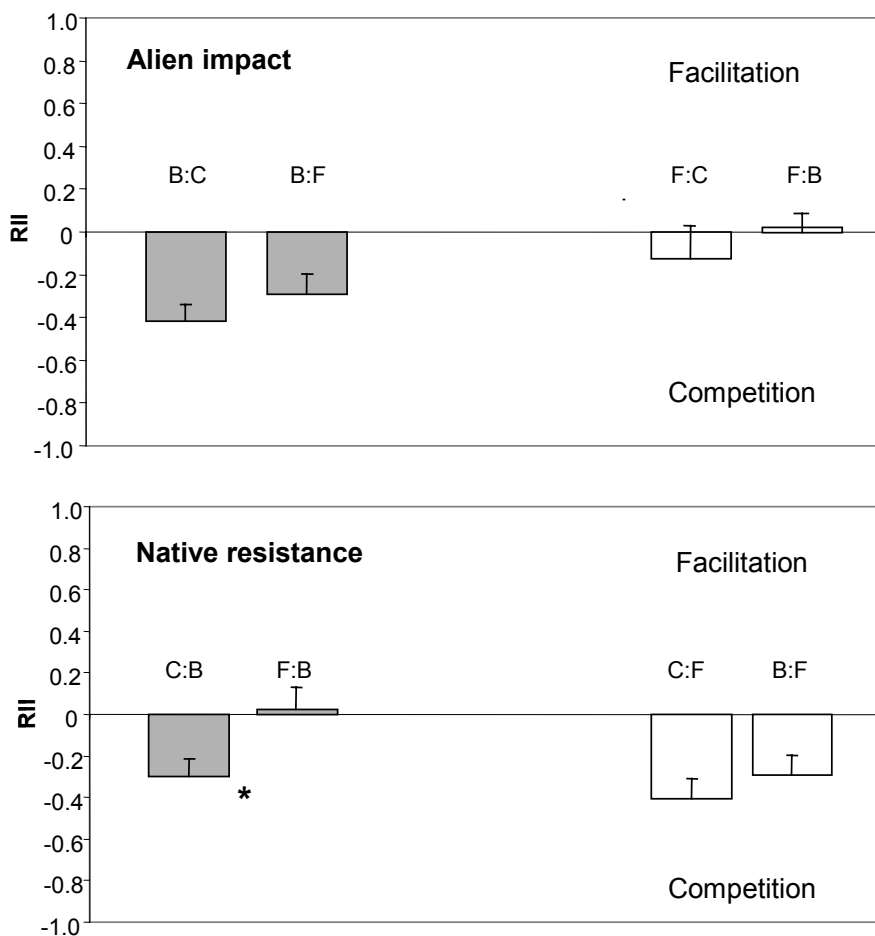 1.0
Alien impact
Facilitation
0.8
0.6
0.4
B:C B:F F:C F:B
0.2
RII
0
-0.2
-0.4
-0.6
Competition
-0.8
-1.0
1.0
Native resistance
Facilitation
0.8
0.6
0.4
C:B F:B C:F B:F
0.2
RII
0
-0.2
-0.4
*
-0.6
-0.8
Competition
-1.0